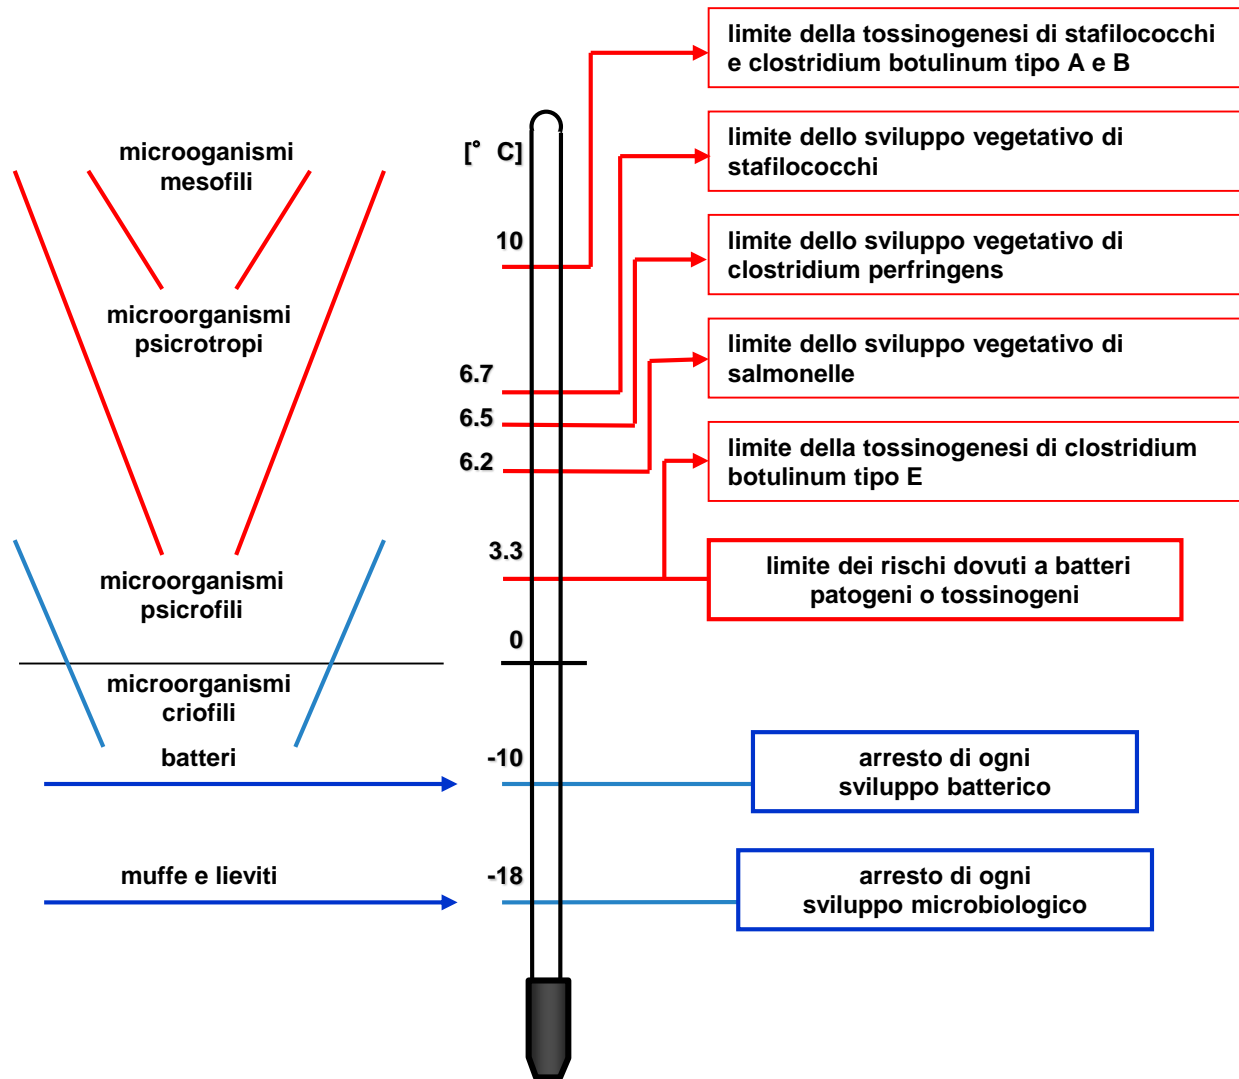 limite della tossinogenesi di stafilococchi
e clostridium botulinum tipo A e B
microoganismi
mesofili
[° C]
limite dello sviluppo vegetativo di
stafilococchi
10
limite dello sviluppo vegetativo di
clostridium perfringens
microorganismi
psicrotropi
limite dello sviluppo vegetativo di
salmonelle
6.7
6.5
6.2
limite della tossinogenesi di clostridium
botulinum tipo E
3.3
limite dei rischi dovuti a batteri
patogeni o tossinogeni
microorganismi
psicrofili
0
microorganismi
criofili
batteri
-10
arresto di ogni
sviluppo batterico
muffe e lieviti
-18
arresto di ogni
sviluppo microbiologico